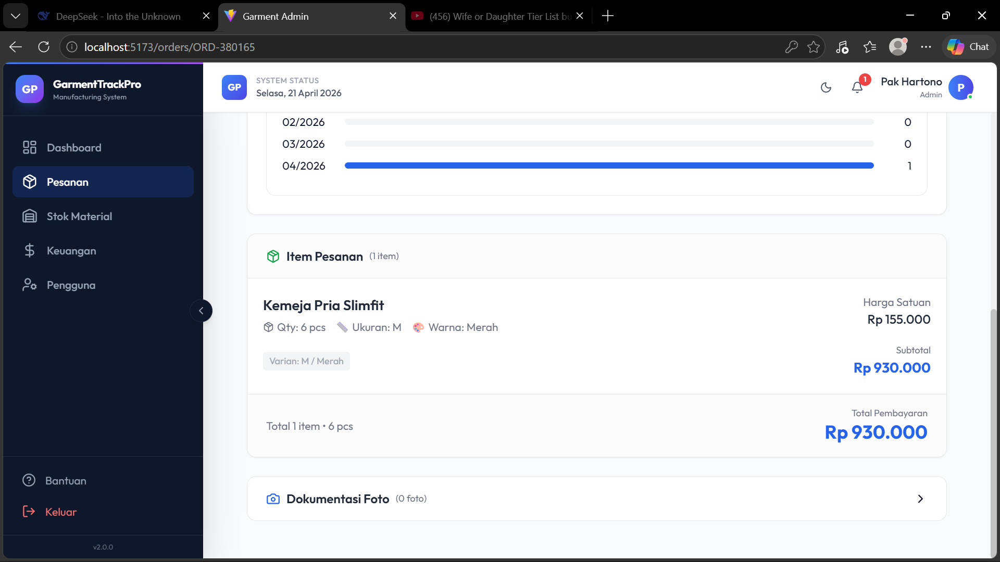 DeepSeek - Into the Unknown
Garment Admin
(456) Wife or Daughter Tier List bu
localhost:5173/orders/ORD-380165
Chat
GP
GarmentTrackPro
Manufacturing System
GP
SYSTEM STATUS
Selasa, 21 April 2026
1
Pak Hartono
Admin
P
Dashboard
Pesanan
Stok Material
Keuangan
Pengguna
Bantuan
Keluar
v2.0.0
02/2026 0
03/2026 0
04/2026 1
Item Pesanan (1 item)
Kemeja Pria Slimfit
Qty: 6 pcs Ukuran: M Warna: Merah
Varian: M / Merah
Harga Satuan
Rp 155.000
Subtotal
Rp 930.000
Total 1 item • 6 pcs
Total Pembayaran
Rp 930.000
Dokumentasi Foto (0 foto)